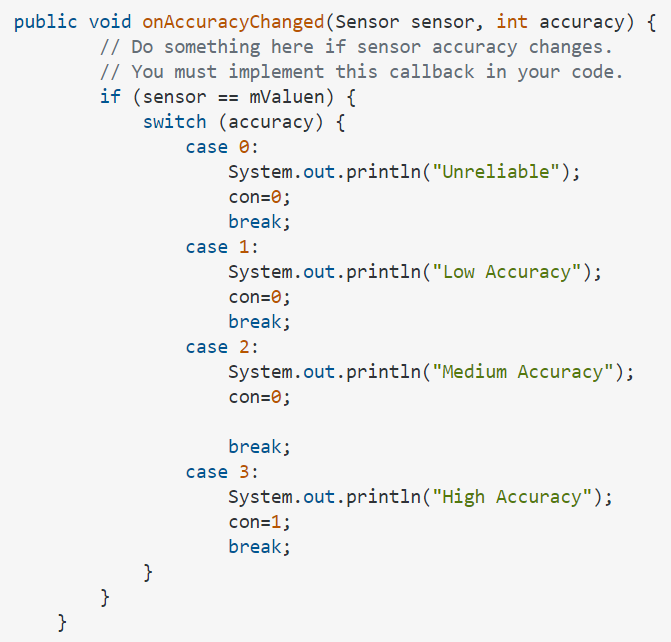 public void onAccuracyChanged(Sensor sensor, int accuracy) {
        // Do something here if sensor accuracy changes.
        // You must implement this callback in your code.
        if (sensor == mValuen) {
            switch (accuracy) {
                case 0:
                    System.out.println("Unreliable");
                    con=0;
                    break;
                case 1:
                    System.out.println("Low Accuracy");
                    con=0;
                    break;
                case 2:
                    System.out.println("Medium Accuracy");
                    con=0;

                    break;
                case 3:
                    System.out.println("High Accuracy");
                    con=1;
                    break;
            }
        }
    }